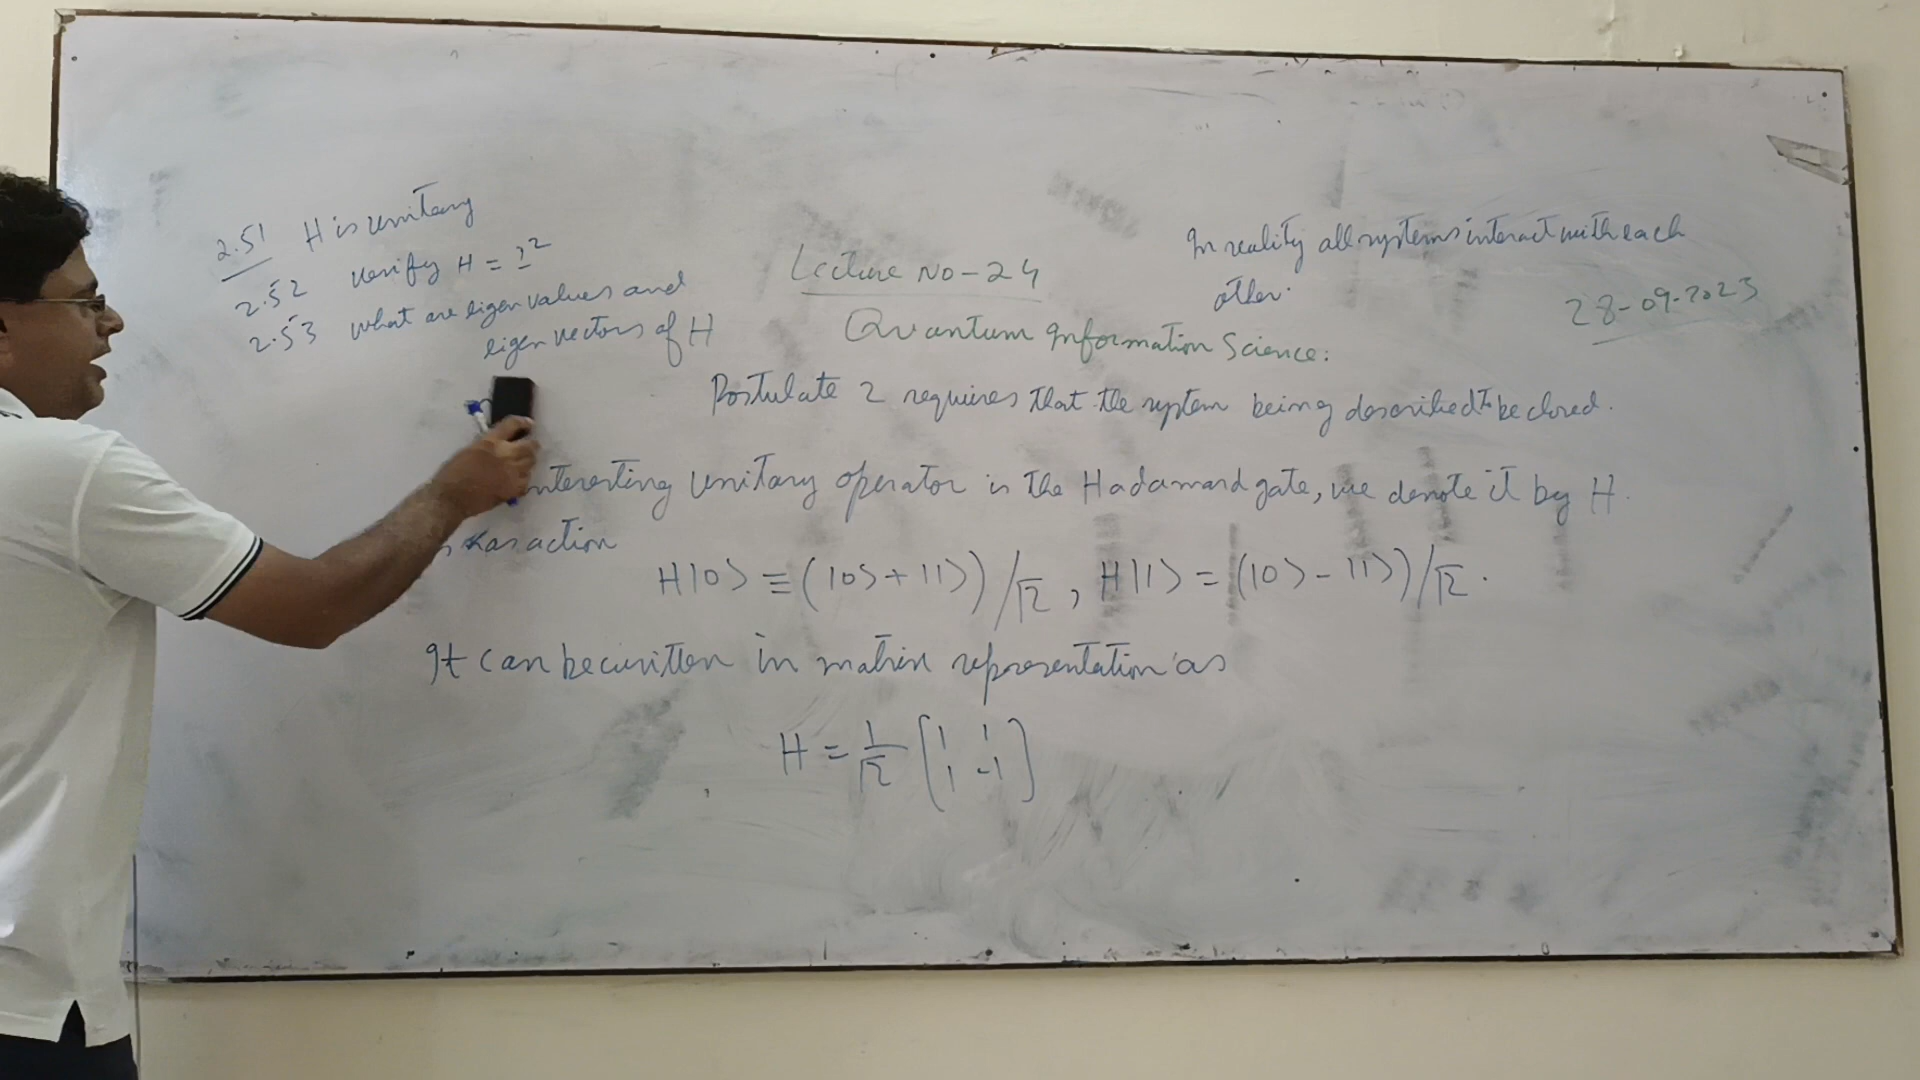 2.51 H is unitary
2.52 verify H = I²
2.53 what are eigen values and
eigen vectors of H
Lecture No-24
In reality all systems interact with each
other.
28-09-2023
Quantum Information Science:
Postulate 2 requires that the system being described to be closed.
interesting unitary operator is the Hadamard gate, we denote it by H.
has action
H|0> ≡ (|0> + |1>)/√2, H|1> = (|0> - |1>)/√2.
It can be written in matrix representation as
H = 1/√2 [1 1
1 -1]